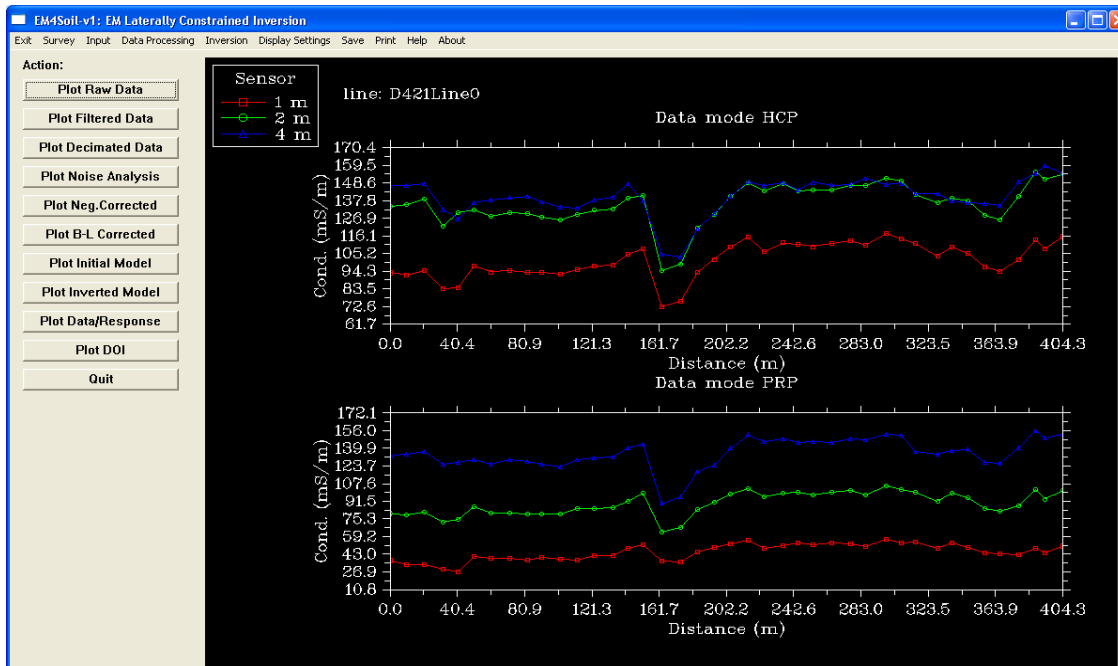 EM4Soil-v1: EM Laterally Constrained Inversion
Exit Survey Input Data Processing Inversion Display Settings Save Print Help About
Action:
Plot Raw Data
Plot Filtered Data
Plot Decimated Data
Plot Noise Analysis
Plot Neg.Corrected
Plot B-L Corrected
Plot Initial Model
Plot Inverted Model
Plot Data/Response
Plot DOI
Quit
Sensor
1 m
2 m
4 m
line: D421Line0
Data mode HCP
170.4
159.5
148.6
137.8
126.9
116.1
105.2
94.3
83.5
72.6
61.7
Cond. (mS/m)
0.0 40.4 80.9 121.3 161.7 202.2 242.6 283.0 323.5 363.9 404.3
Distance (m)
Data mode PRP
172.1
156.0
139.9
123.7
107.6
91.5
75.3
59.2
43.0
26.9
10.8
Cond. (mS/m)
0.0 40.4 80.9 121.3 161.7 202.2 242.6 283.0 323.5 363.9 404.3
Distance (m)